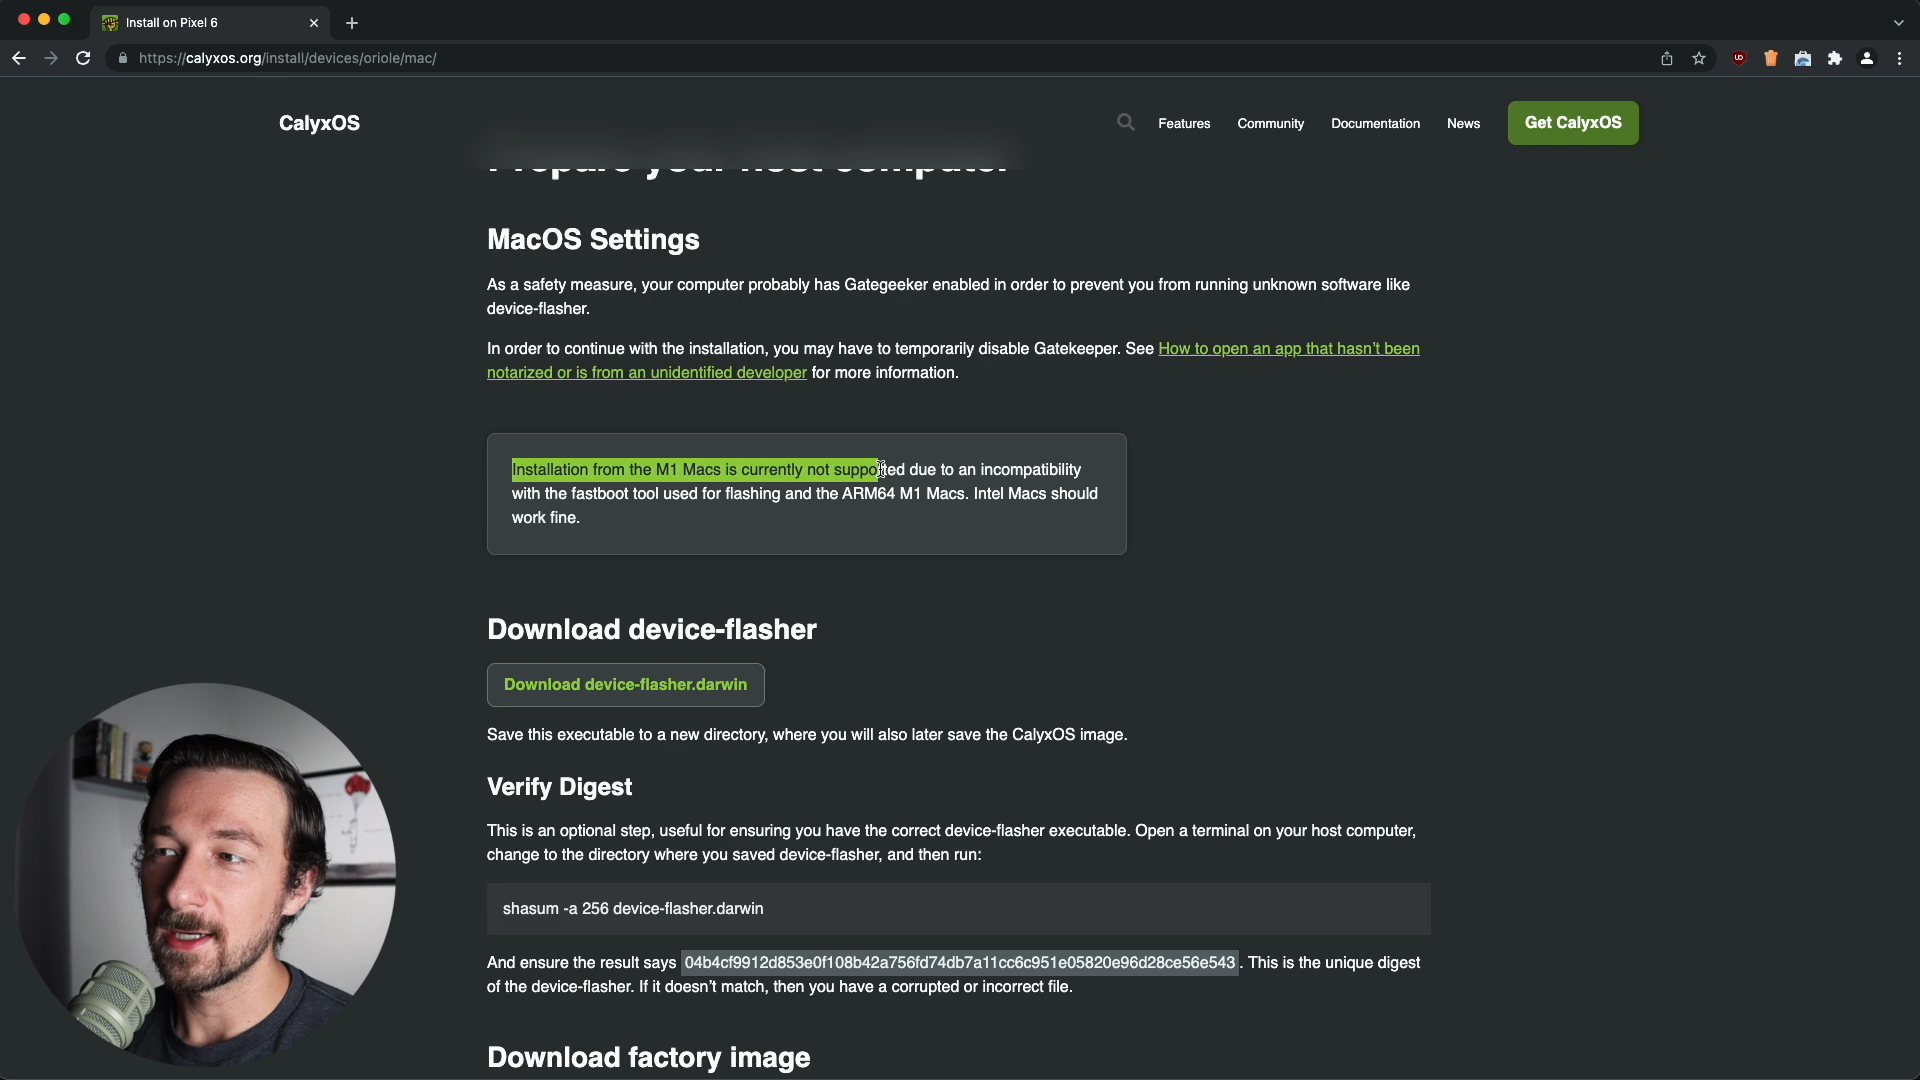 Install on Pixel 6
https://calyxos.org/install/devices/oriole/mac/
CalyxOS
Features
Community
Documentation
News
Get CalyxOS
Prepare your host computer
MacOS Settings
As a safety measure, your computer probably has Gategeeker enabled in order to prevent you from running unknown software like
device-flasher.
In order to continue with the installation, you may have to temporarily disable Gatekeeper. See How to open an app that hasn't been
notarized or is from an unidentified developer for more information.
Installation from the M1 Macs is currently not supported due to an incompatibility
with the fastboot tool used for flashing and the ARM64 M1 Macs. Intel Macs should
work fine.
Download device-flasher
Download device-flasher.darwin
Save this executable to a new directory, where you will also later save the CalyxOS image.
Verify Digest
This is an optional step, useful for ensuring you have the correct device-flasher executable. Open a terminal on your host computer,
change to the directory where you saved device-flasher, and then run:
shasum -a 256 device-flasher.darwin
And ensure the result says 04b4cf9912d853e0f108b42a756fd74db7a11cc6c951e05820e96d28ce56e543 . This is the unique digest
of the device-flasher. If it doesn't match, then you have a corrupted or incorrect file.
Download factory image